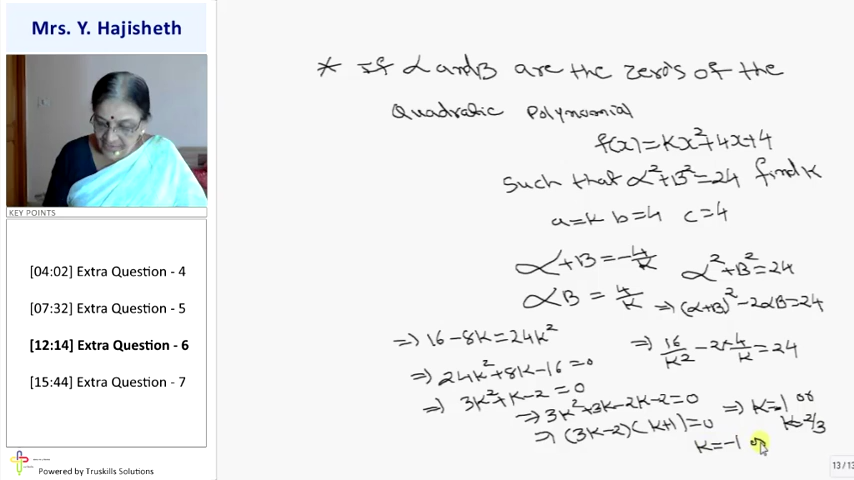 Mrs. Y. Hajisheth
KEY POINTS
[04:02] Extra Question - 4
[07:32] Extra Question - 5
[12:14] Extra Question - 6
[15:44] Extra Question - 7
Powered by Truskills Solutions
* If α and β are the zero's of the
Quadratic Polynomial
f(x)=Kx²+4x+4
such that α²+β²=24 find K
a=K b=4 c=4
α+β=-4/K
α²+β²=24
αβ=4/K
⇒(α+β)²-2αβ=24
⇒16/K²-2×4/K=24
⇒16-8K=24K²
⇒24K²+8K-16=0
⇒3K²+K-2=0
⇒3K²+3K-2K-2=0
⇒(3K-2)(K+1)=0
⇒K=-1 or
K=2/3
K=-1 or
13/13